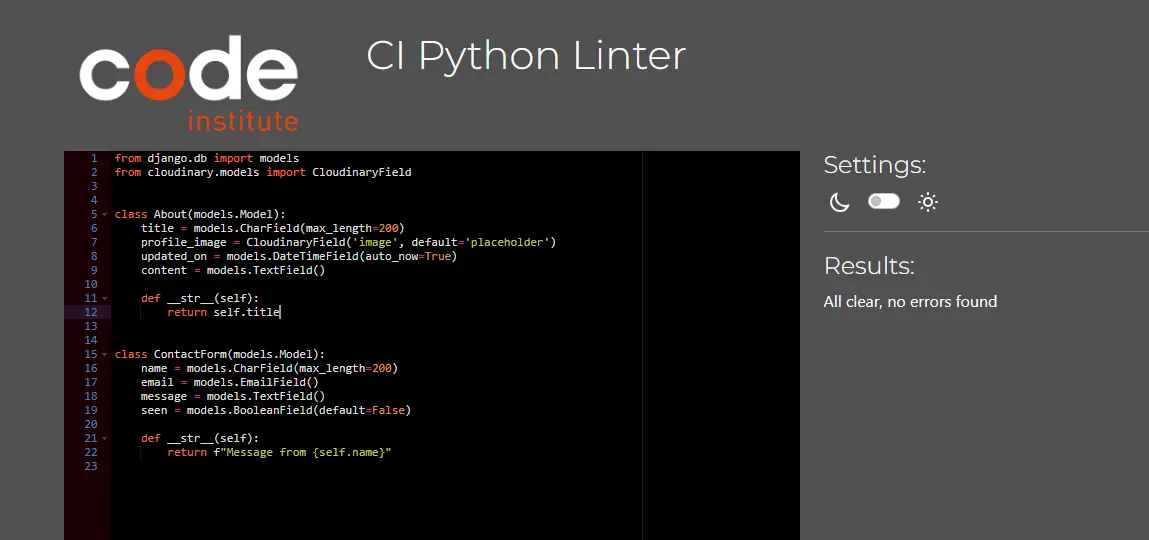 code
institute
CI Python Linter
1 from django.db import models
2 from cloudinary.models import CloudinaryField
3
4
5 class About(models.Model):
6     title = models.CharField(max_length=200)
7     profile_image = CloudinaryField('image', default='placeholder')
8     updated_on = models.DateTimeField(auto_now=True)
9     content = models.TextField()
10
11     def __str__(self):
12         return self.title
13
14
15 class ContactForm(models.Model):
16     name = models.CharField(max_length=200)
17     email = models.EmailField()
18     message = models.TextField()
19     seen = models.BooleanField(default=False)
20
21     def __str__(self):
22         return f"Message from {self.name}"
23
Settings:
Results:
All clear, no errors found